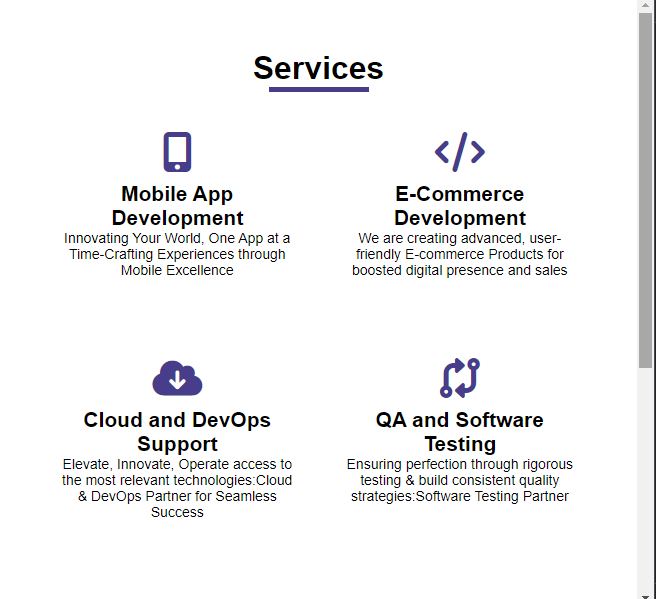 Services
Mobile App
Development
Innovating Your World, One App at a
Time-Crafting Experiences through
Mobile Excellence
E-Commerce
Development
We are creating advanced, user-
friendly E-commerce Products for
boosted digital presence and sales
Cloud and DevOps
Support
Elevate, Innovate, Operate access to
the most relevant technologies:Cloud
& DevOps Partner for Seamless
Success
QA and Software
Testing
Ensuring perfection through rigorous
testing & build consistent quality
strategies:Software Testing Partner